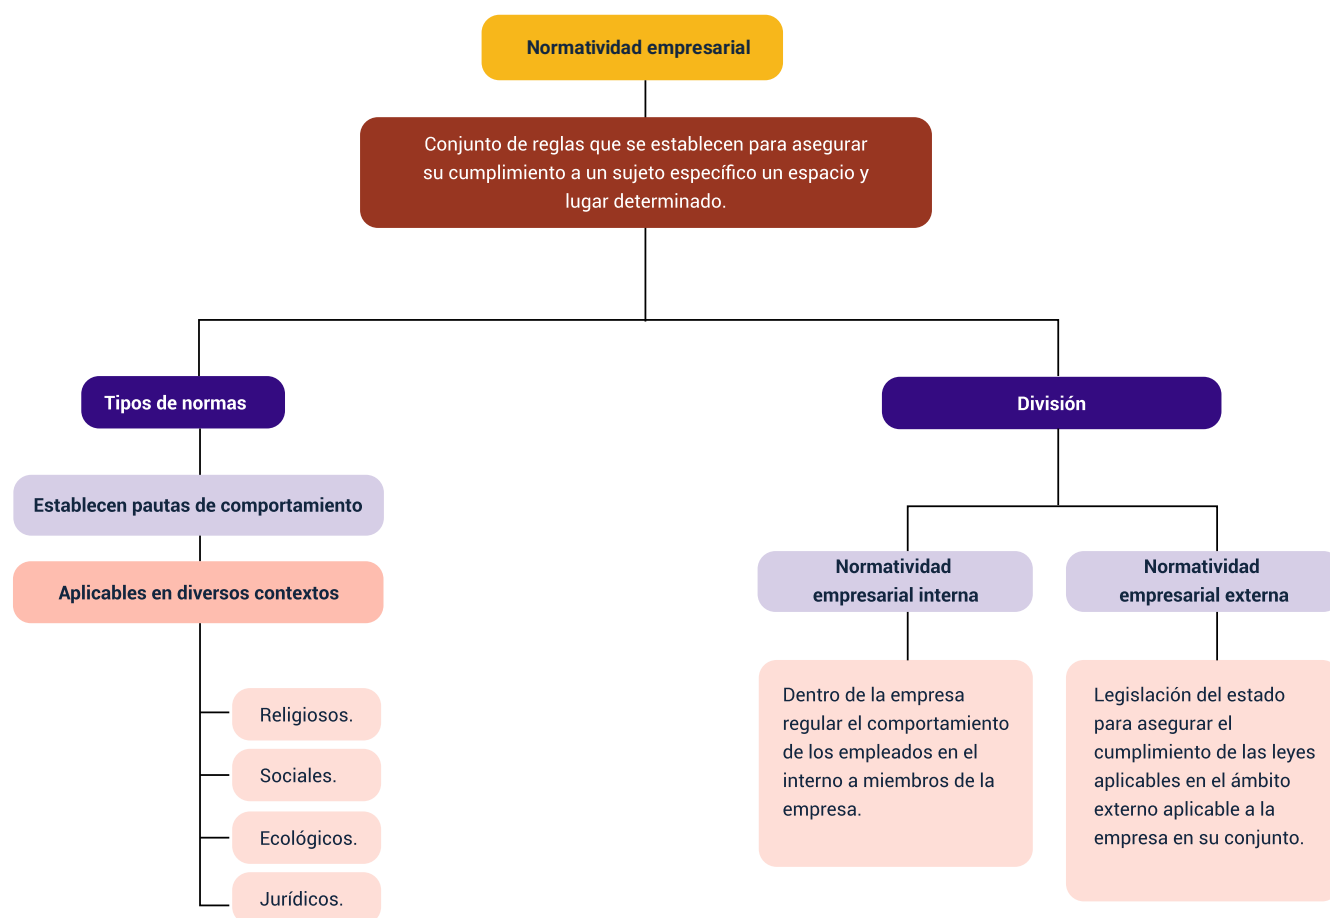 Normatividad empresarial
Conjunto de reglas que se establecen para asegurar
su cumplimiento a un sujeto específico un espacio y
lugar determinado.
Tipos de normas
Establecen pautas de comportamiento
Aplicables en diversos contextos
Religiosos.
Sociales.
Ecológicos.
Jurídicos.
División
Normatividad
empresarial interna
Dentro de la empresa
regular el comportamiento
de los empleados en el
interno a miembros de la
empresa.
Normatividad
empresarial externa
Legislación del estado
para asegurar el
cumplimiento de las leyes
aplicables en el ámbito
externo aplicable a la
empresa en su conjunto.